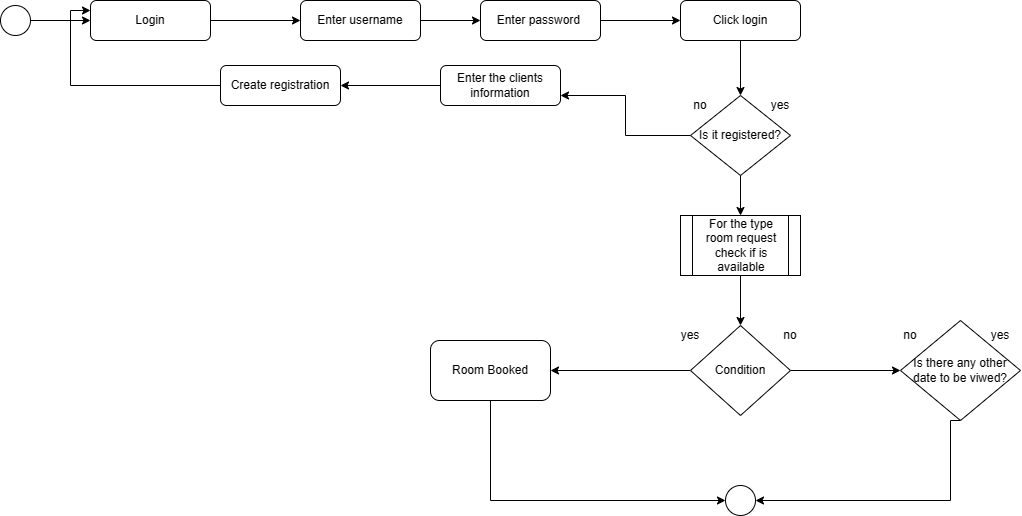 Login
Enter username
Enter password
Click login
Create registration
Enter the clients
information
no
yes
Is it registered?
For the type
room request
check if is
available
yes
no
no
yes
Room Booked
Condition
Is there any other
date to be viwed?